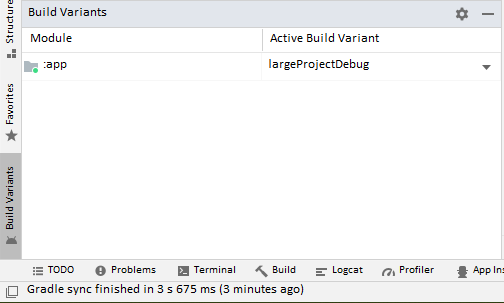 Structure
Favorites
Build Variants
Build Variants
Module Active Build Variant
:app largeProjectDebug
TODO Problems Terminal Build Logcat Profiler App Ins
Gradle sync finished in 3 s 675 ms (3 minutes ago)